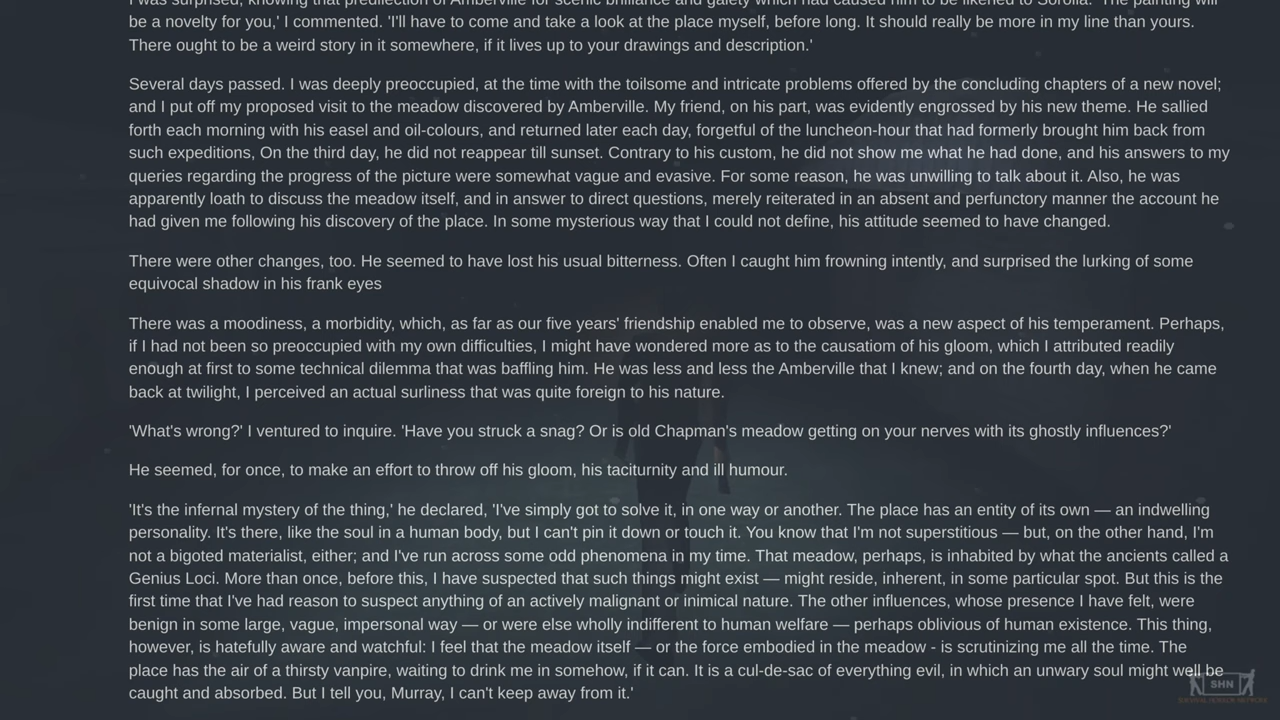 I was surprised, knowing that predilection of Amberville for scenic brilliance and gaiety which had caused him to be likened to Sorolla. 'The painting will
be a novelty for you,' I commented. 'I'll have to come and take a look at the place myself, before long. It should really be more in my line than yours.
There ought to be a weird story in it somewhere, if it lives up to your drawings and description.'
Several days passed. I was deeply preoccupied, at the time with the toilsome and intricate problems offered by the concluding chapters of a new novel;
and I put off my proposed visit to the meadow discovered by Amberville. My friend, on his part, was evidently engrossed by his new theme. He sallied
forth each morning with his easel and oil-colours, and returned later each day, forgetful of the luncheon-hour that had formerly brought him back from
such expeditions, On the third day, he did not reappear till sunset. Contrary to his custom, he did not show me what he had done, and his answers to my
queries regarding the progress of the picture were somewhat vague and evasive. For some reason, he was unwilling to talk about it. Also, he was
apparently loath to discuss the meadow itself, and in answer to direct questions, merely reiterated in an absent and perfunctory manner the account he
had given me following his discovery of the place. In some mysterious way that I could not define, his attitude seemed to have changed.
There were other changes, too. He seemed to have lost his usual bitterness. Often I caught him frowning intently, and surprised the lurking of some
equivocal shadow in his frank eyes
There was a moodiness, a morbidity, which, as far as our five years' friendship enabled me to observe, was a new aspect of his temperament. Perhaps,
if I had not been so preoccupied with my own difficulties, I might have wondered more as to the causatiom of his gloom, which I attributed readily
enough at first to some technical dilemma that was baffling him. He was less and less the Amberville that I knew; and on the fourth day, when he came
back at twilight, I perceived an actual surliness that was quite foreign to his nature.
'What's wrong?' I ventured to inquire. 'Have you struck a snag? Or is old Chapman's meadow getting on your nerves with its ghostly influences?'
He seemed, for once, to make an effort to throw off his gloom, his taciturnity and ill humour.
'It's the infernal mystery of the thing,' he declared, 'I've simply got to solve it, in one way or another. The place has an entity of its own — an indwelling
personality. It's there, like the soul in a human body, but I can't pin it down or touch it. You know that I'm not superstitious — but, on the other hand, I'm
not a bigoted materialist, either; and I've run across some odd phenomena in my time. That meadow, perhaps, is inhabited by what the ancients called a
Genius Loci. More than once, before this, I have suspected that such things might exist — might reside, inherent, in some particular spot. But this is the
first time that I've had reason to suspect anything of an actively malignant or inimical nature. The other influences, whose presence I have felt, were
benign in some large, vague, impersonal way — or were else wholly indifferent to human welfare — perhaps oblivious of human existence. This thing,
however, is hatefully aware and watchful: I feel that the meadow itself — or the force embodied in the meadow - is scrutinizing me all the time. The
place has the air of a thirsty vanpire, waiting to drink me in somehow, if it can. It is a cul-de-sac of everything evil, in which an unwary soul might well be
caught and absorbed. But I tell you, Murray, I can't keep away from it.'
SHN